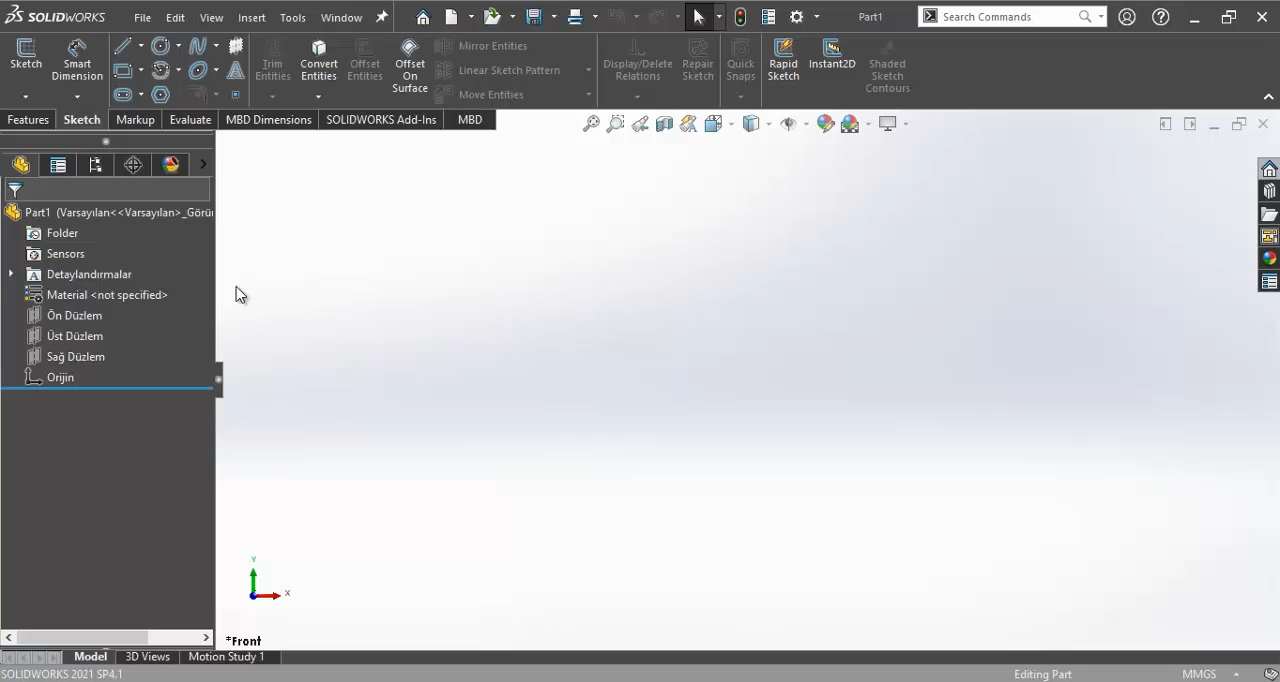 SOLIDWORKS File Edit View Insert Tools Window Part1 Search Commands
Sketch Smart Dimension Trim Entities Convert Entities Offset Entities Offset On Surface Mirror Entities Linear Sketch Pattern Move Entities Display/Delete Relations Repair Sketch Quick Snaps Rapid Sketch Instant2D Shaded Sketch Contours
Features Sketch Markup Evaluate MBD Dimensions SOLIDWORKS Add-Ins MBD
Part1 (Varsayılan<<Varsayılan>_Görü
Folder
Sensors
Detaylandırmalar
Material <not specified>
Ön Düzlem
Üst Düzlem
Sağ Düzlem
Orijin
Y
X
*Front
Model 3D Views Motion Study 1
SOLIDWORKS 2021 SP4.1 Editing Part MMGS